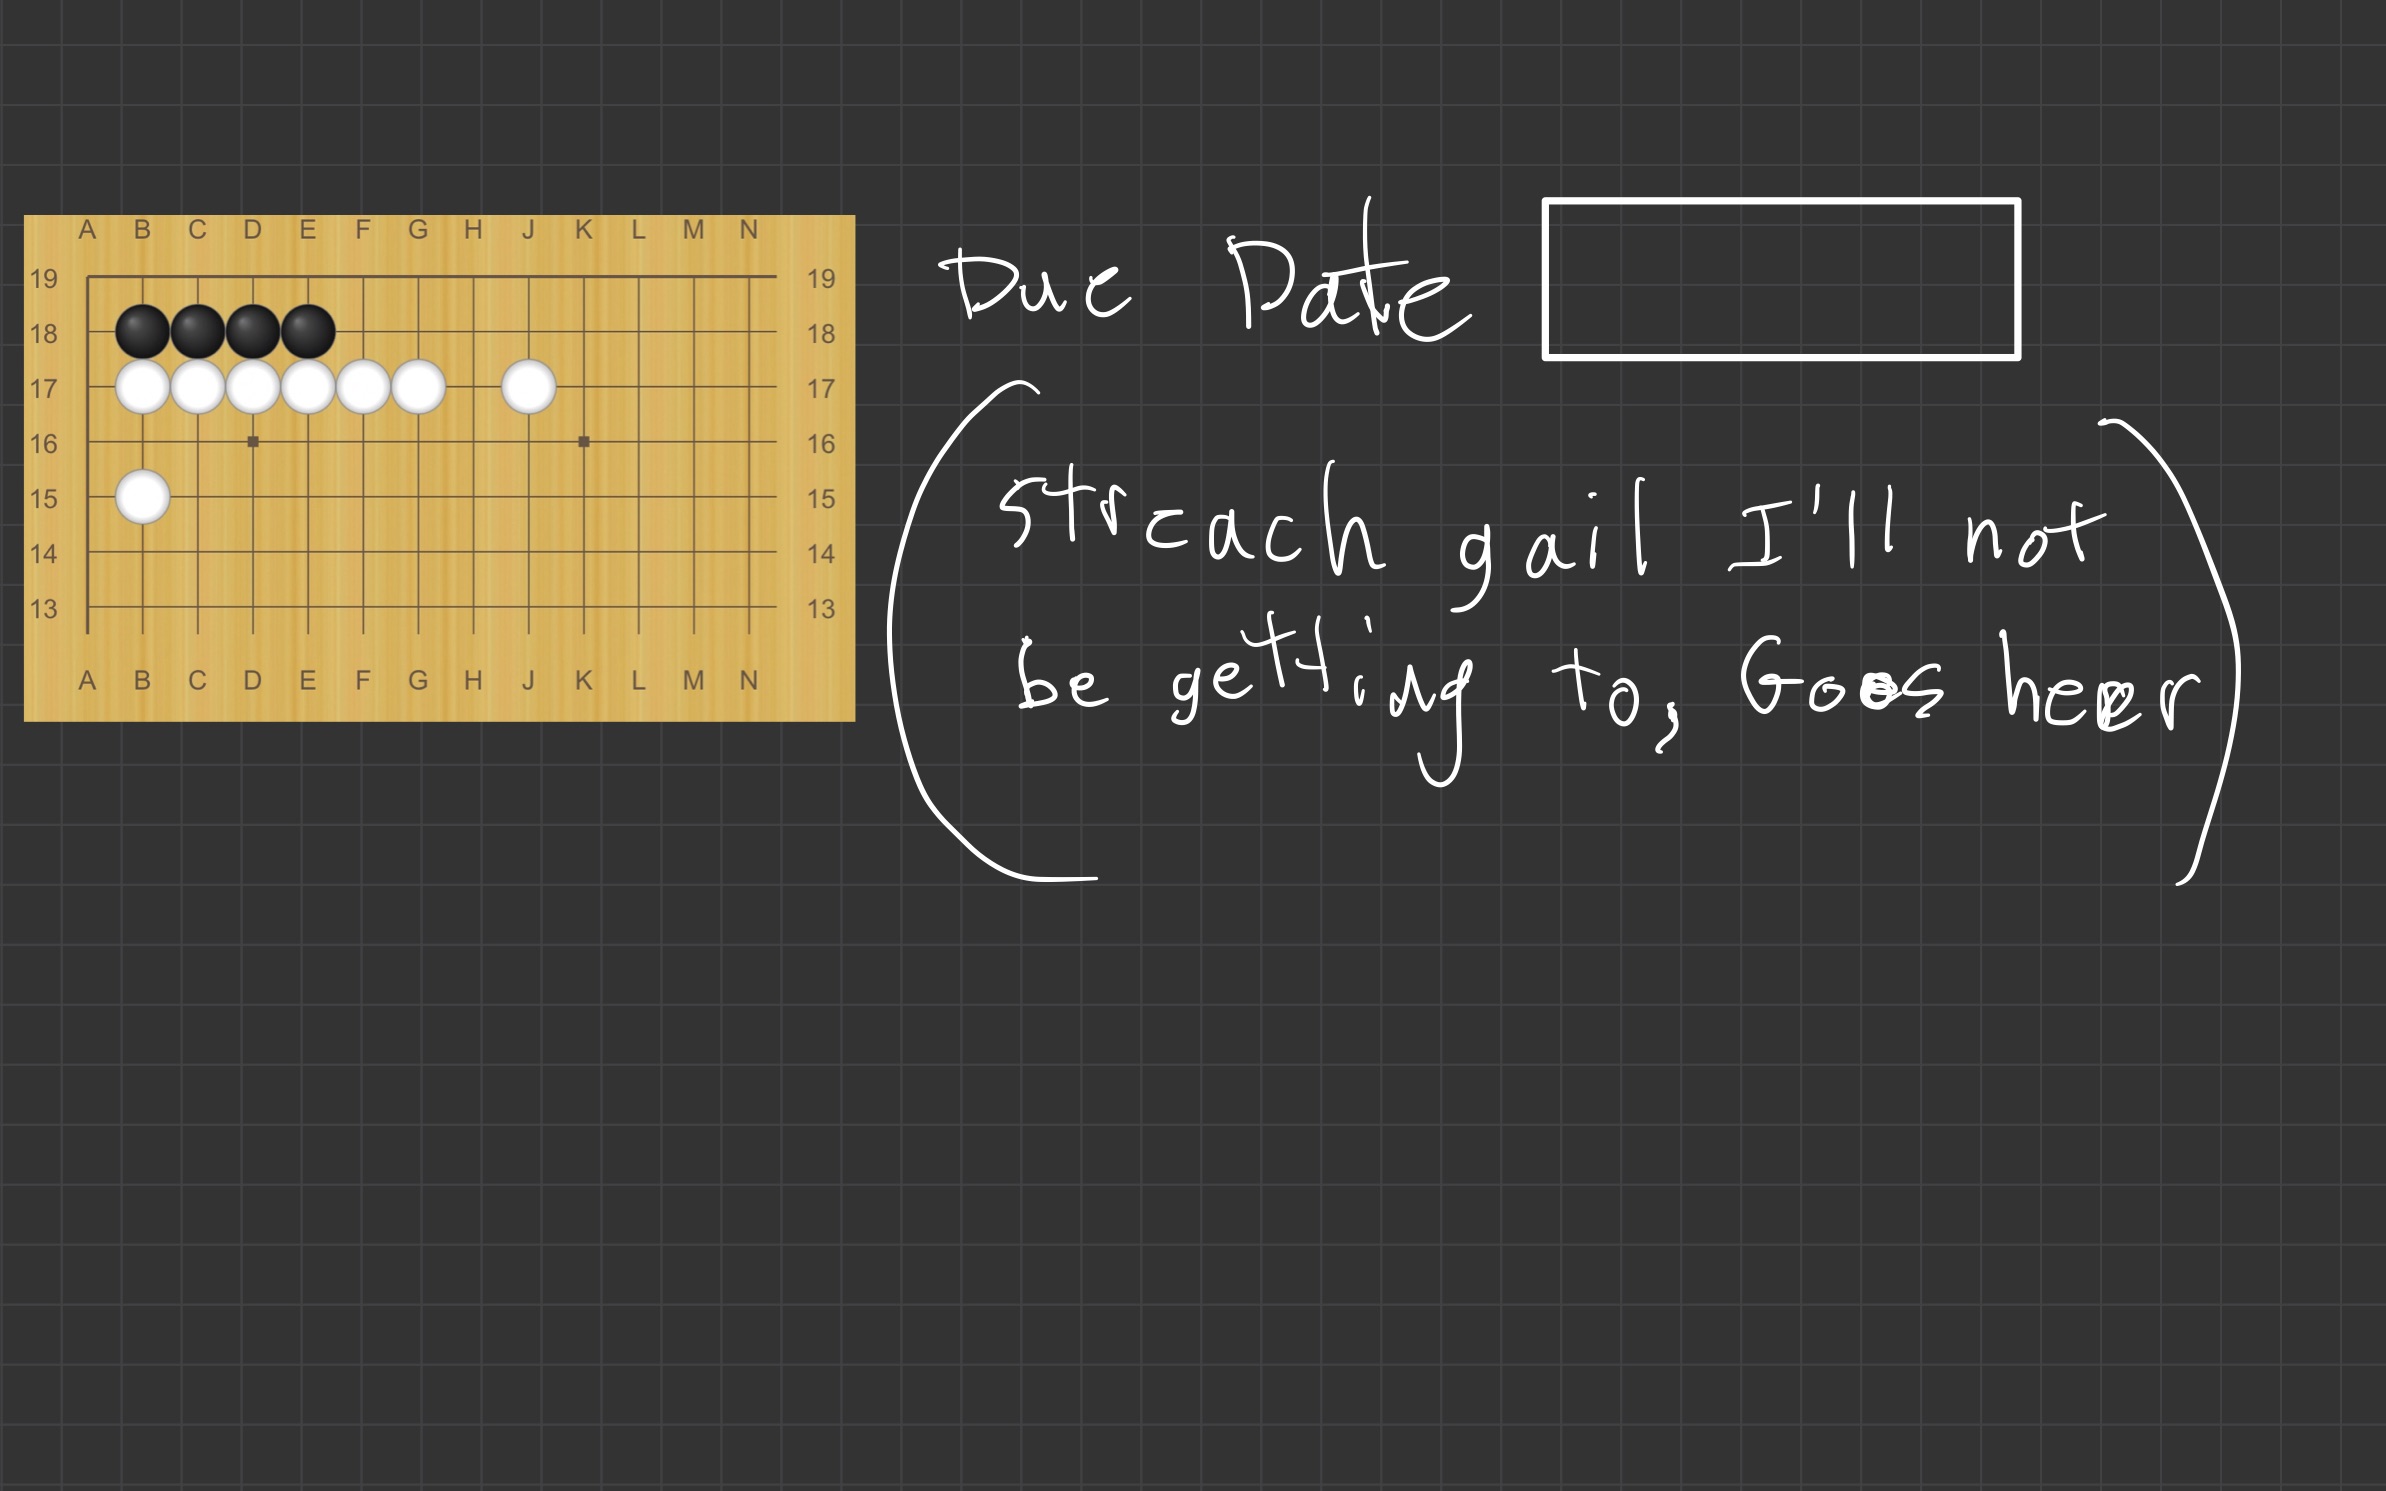 A B C D E F G H J K L M N
19 19
18 18
17 17
16 16
15 15
14 14
13 13
A B C D E F G H J K L M N
Due Date
streach gail I'll not
be getting to, Goes heer